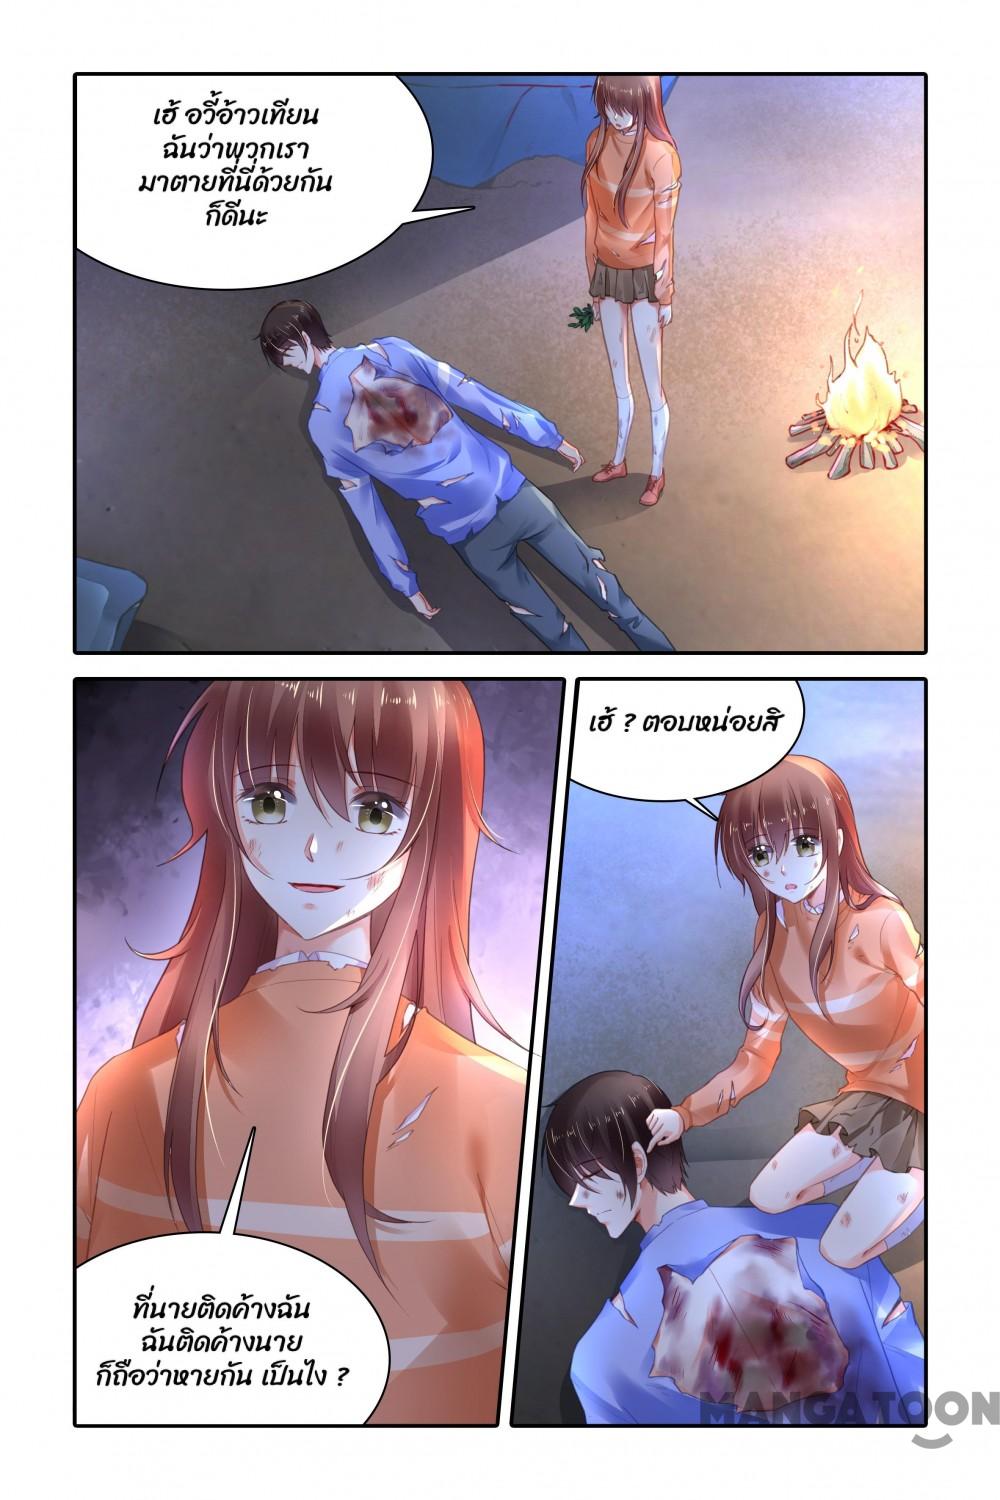 เฮ้ อวี้อ้าวเทียน
ฉันว่าพวกเรา
มาตายที่นี่ด้วยกัน
ก็ดีนะ
เฮ้ ? ตอบหน่อยสิ
ที่นายติดค้างฉัน
ฉันติดค้างนาย
ก็ถือว่าหายกัน เป็นไง ?
MANGATOON